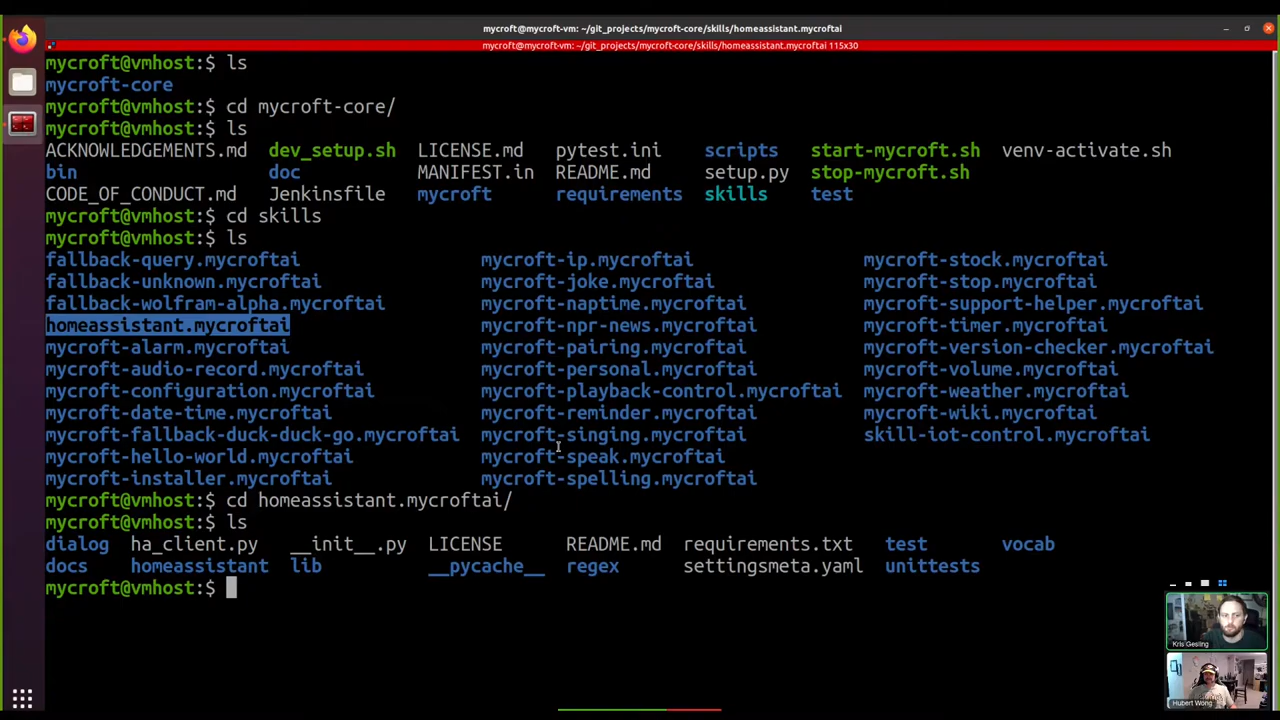 mycroft@mycroft-vm: ~/git_projects/mycroft-core/skills/homeassistant.mycroftai
mycroft@mycroft-vm: ~/git_projects/mycroft-core/skills/homeassistant.mycroftai 115x30
mycroft@vmhost:$ ls
mycroft-core
mycroft@vmhost:$ cd mycroft-core/
mycroft@vmhost:$ ls
ACKNOWLEDGEMENTS.md dev_setup.sh LICENSE.md pytest.ini scripts start-mycroft.sh venv-activate.sh
bin doc MANIFEST.in README.md setup.py stop-mycroft.sh
CODE_OF_CONDUCT.md Jenkinsfile mycroft requirements skills test
mycroft@vmhost:$ cd skills
mycroft@vmhost:$ ls
fallback-query.mycroftai mycroft-ip.mycroftai mycroft-stock.mycroftai
fallback-unknown.mycroftai mycroft-joke.mycroftai mycroft-stop.mycroftai
fallback-wolfram-alpha.mycroftai mycroft-naptime.mycroftai mycroft-support-helper.mycroftai
homeassistant.mycroftai mycroft-npr-news.mycroftai mycroft-timer.mycroftai
mycroft-alarm.mycroftai mycroft-pairing.mycroftai mycroft-version-checker.mycroftai
mycroft-audio-record.mycroftai mycroft-personal.mycroftai mycroft-volume.mycroftai
mycroft-configuration.mycroftai mycroft-playback-control.mycroftai mycroft-weather.mycroftai
mycroft-date-time.mycroftai mycroft-reminder.mycroftai mycroft-wiki.mycroftai
mycroft-fallback-duck-duck-go.mycroftai mycroft-singing.mycroftai skill-iot-control.mycroftai
mycroft-hello-world.mycroftai mycroft-speak.mycroftai
mycroft-installer.mycroftai mycroft-spelling.mycroftai
mycroft@vmhost:$ cd homeassistant.mycroftai/
mycroft@vmhost:$ ls
dialog ha_client.py __init__.py LICENSE README.md requirements.txt test vocab
docs homeassistant lib __pycache__ regex settingsmeta.yaml unittests
mycroft@vmhost:$
Kris Gesling
Hubert Wong